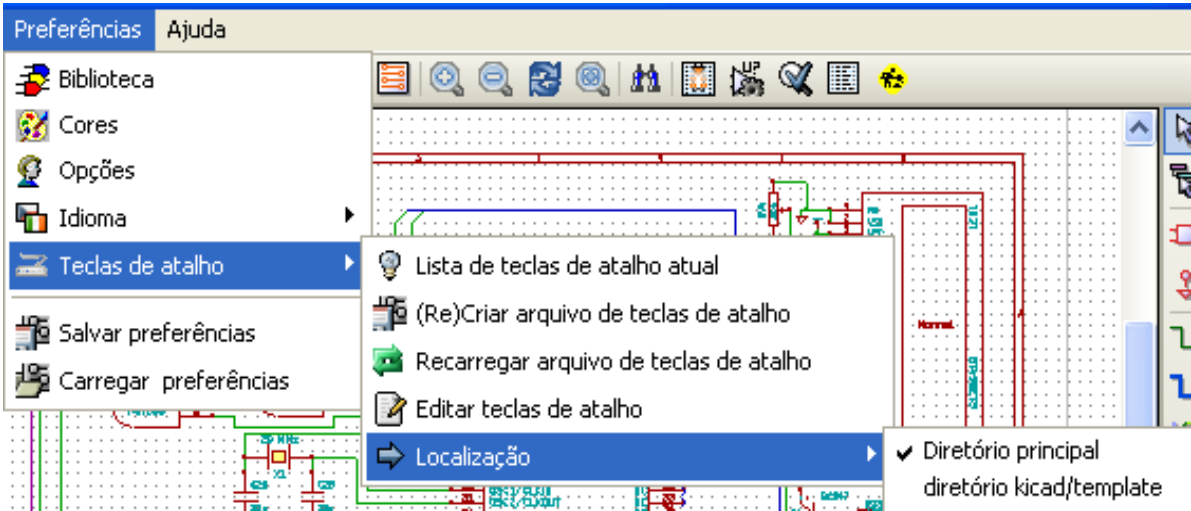 Preferências Ajuda
Biblioteca
Cores
Opções
Idioma
Teclas de atalho
Salvar preferências
Carregar preferências
Lista de teclas de atalho atual
(Re)Criar arquivo de teclas de atalho
Recarregar arquivo de teclas de atalho
Editar teclas de atalho
Localização
Diretório principal
diretório kicad/template
Normal
X1